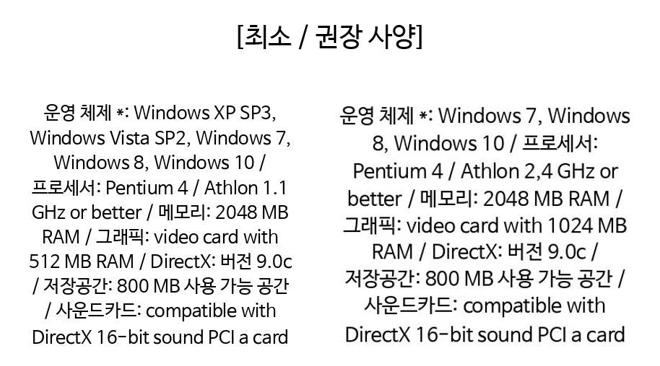 [최소 / 권장 사양]
운영 체제 *: Windows XP SP3,
Windows Vista SP2, Windows 7,
Windows 8, Windows 10 /
프로세서: Pentium 4 / Athlon 1.1
GHz or better / 메모리: 2048 MB
RAM / 그래픽: video card with
512 MB RAM / DirectX: 버전 9.0c
/ 저장공간: 800 MB 사용 가능 공간
/ 사운드카드: compatible with
DirectX 16-bit sound PCI a card
운영 체제 *: Windows 7, Windows
8, Windows 10 / 프로세서:
Pentium 4 / Athlon 2,4 GHz or
better / 메모리: 2048 MB RAM /
그래픽: video card with 1024 MB
RAM / DirectX: 버전 9.0c /
저장공간: 800 MB 사용 가능 공간 /
사운드카드: compatible with
DirectX 16-bit sound PCI a card